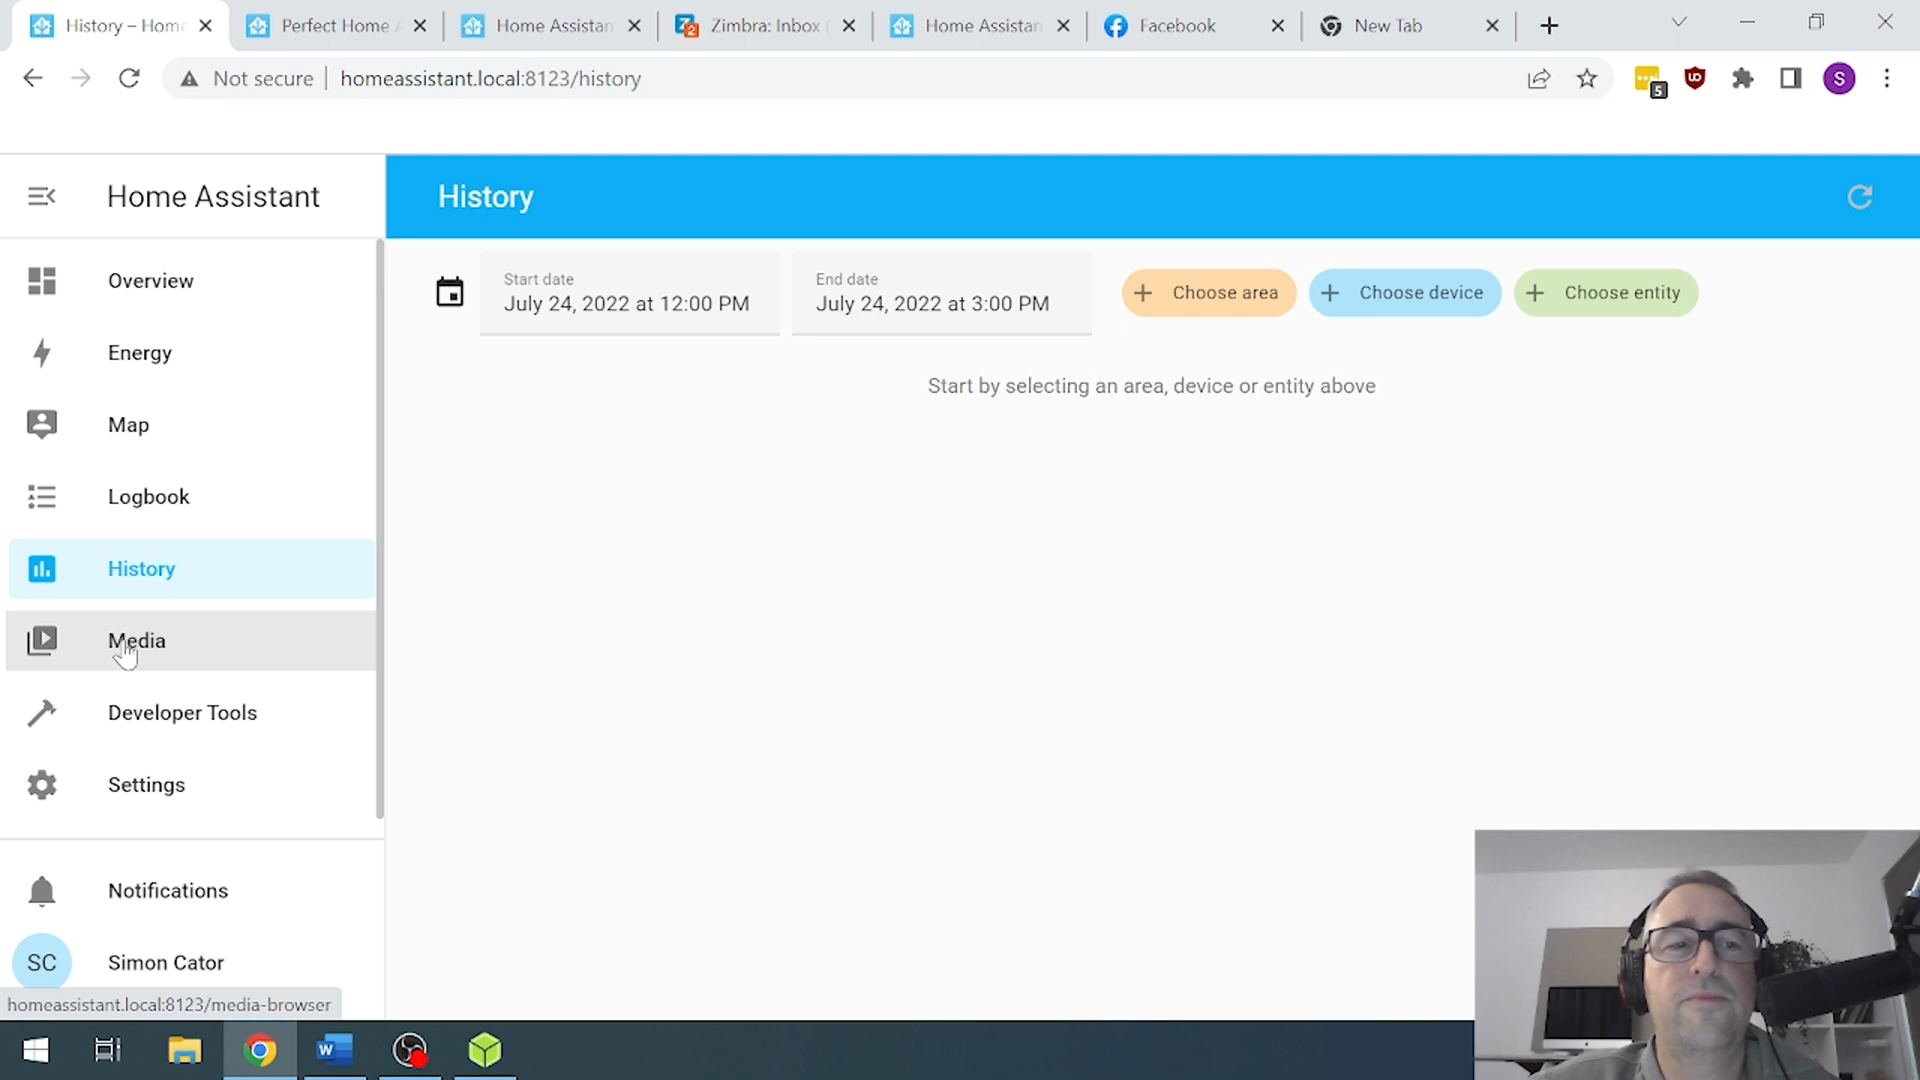 History – Home
Perfect Home A
Home Assistan
Zimbra: Inbox (
Home Assistan
Facebook
New Tab
Not secure
homeassistant.local:8123/history
5
S
Home Assistant
History
Start date
July 24, 2022 at 12:00 PM
End date
July 24, 2022 at 3:00 PM
Choose area
Choose device
Choose entity
Start by selecting an area, device or entity above
Overview
Energy
Map
Logbook
History
Media
Developer Tools
Settings
Notifications
SC
Simon Cator
homeassistant.local:8123/media-browser